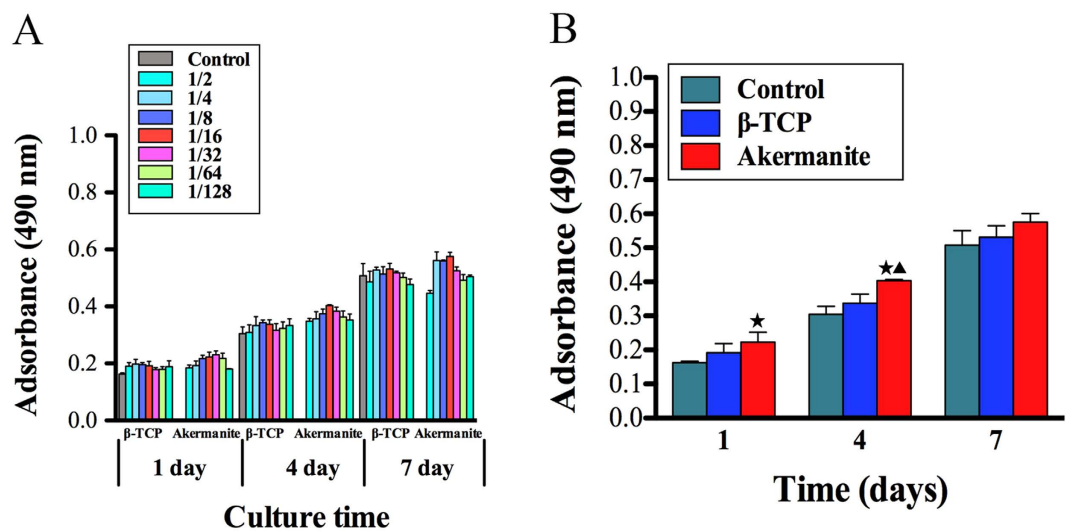 A
Control
1/2
1/4
1/8
1/16
1/32
1/64
1/128
Adsorbance (490 nm)
1.0
0.8
0.6
0.4
0.2
0.0
β-TCP Akermanite β-TCP Akermanite β-TCP Akermanite
1 day 4 day 7 day
Culture time
B
Control
β-TCP
Akermanite
Adsorbance (490 nm)
1.0
0.9
0.8
0.7
0.6
0.5
0.4
0.3
0.2
0.1
0.0
★
★▲
1 4 7
Time (days)